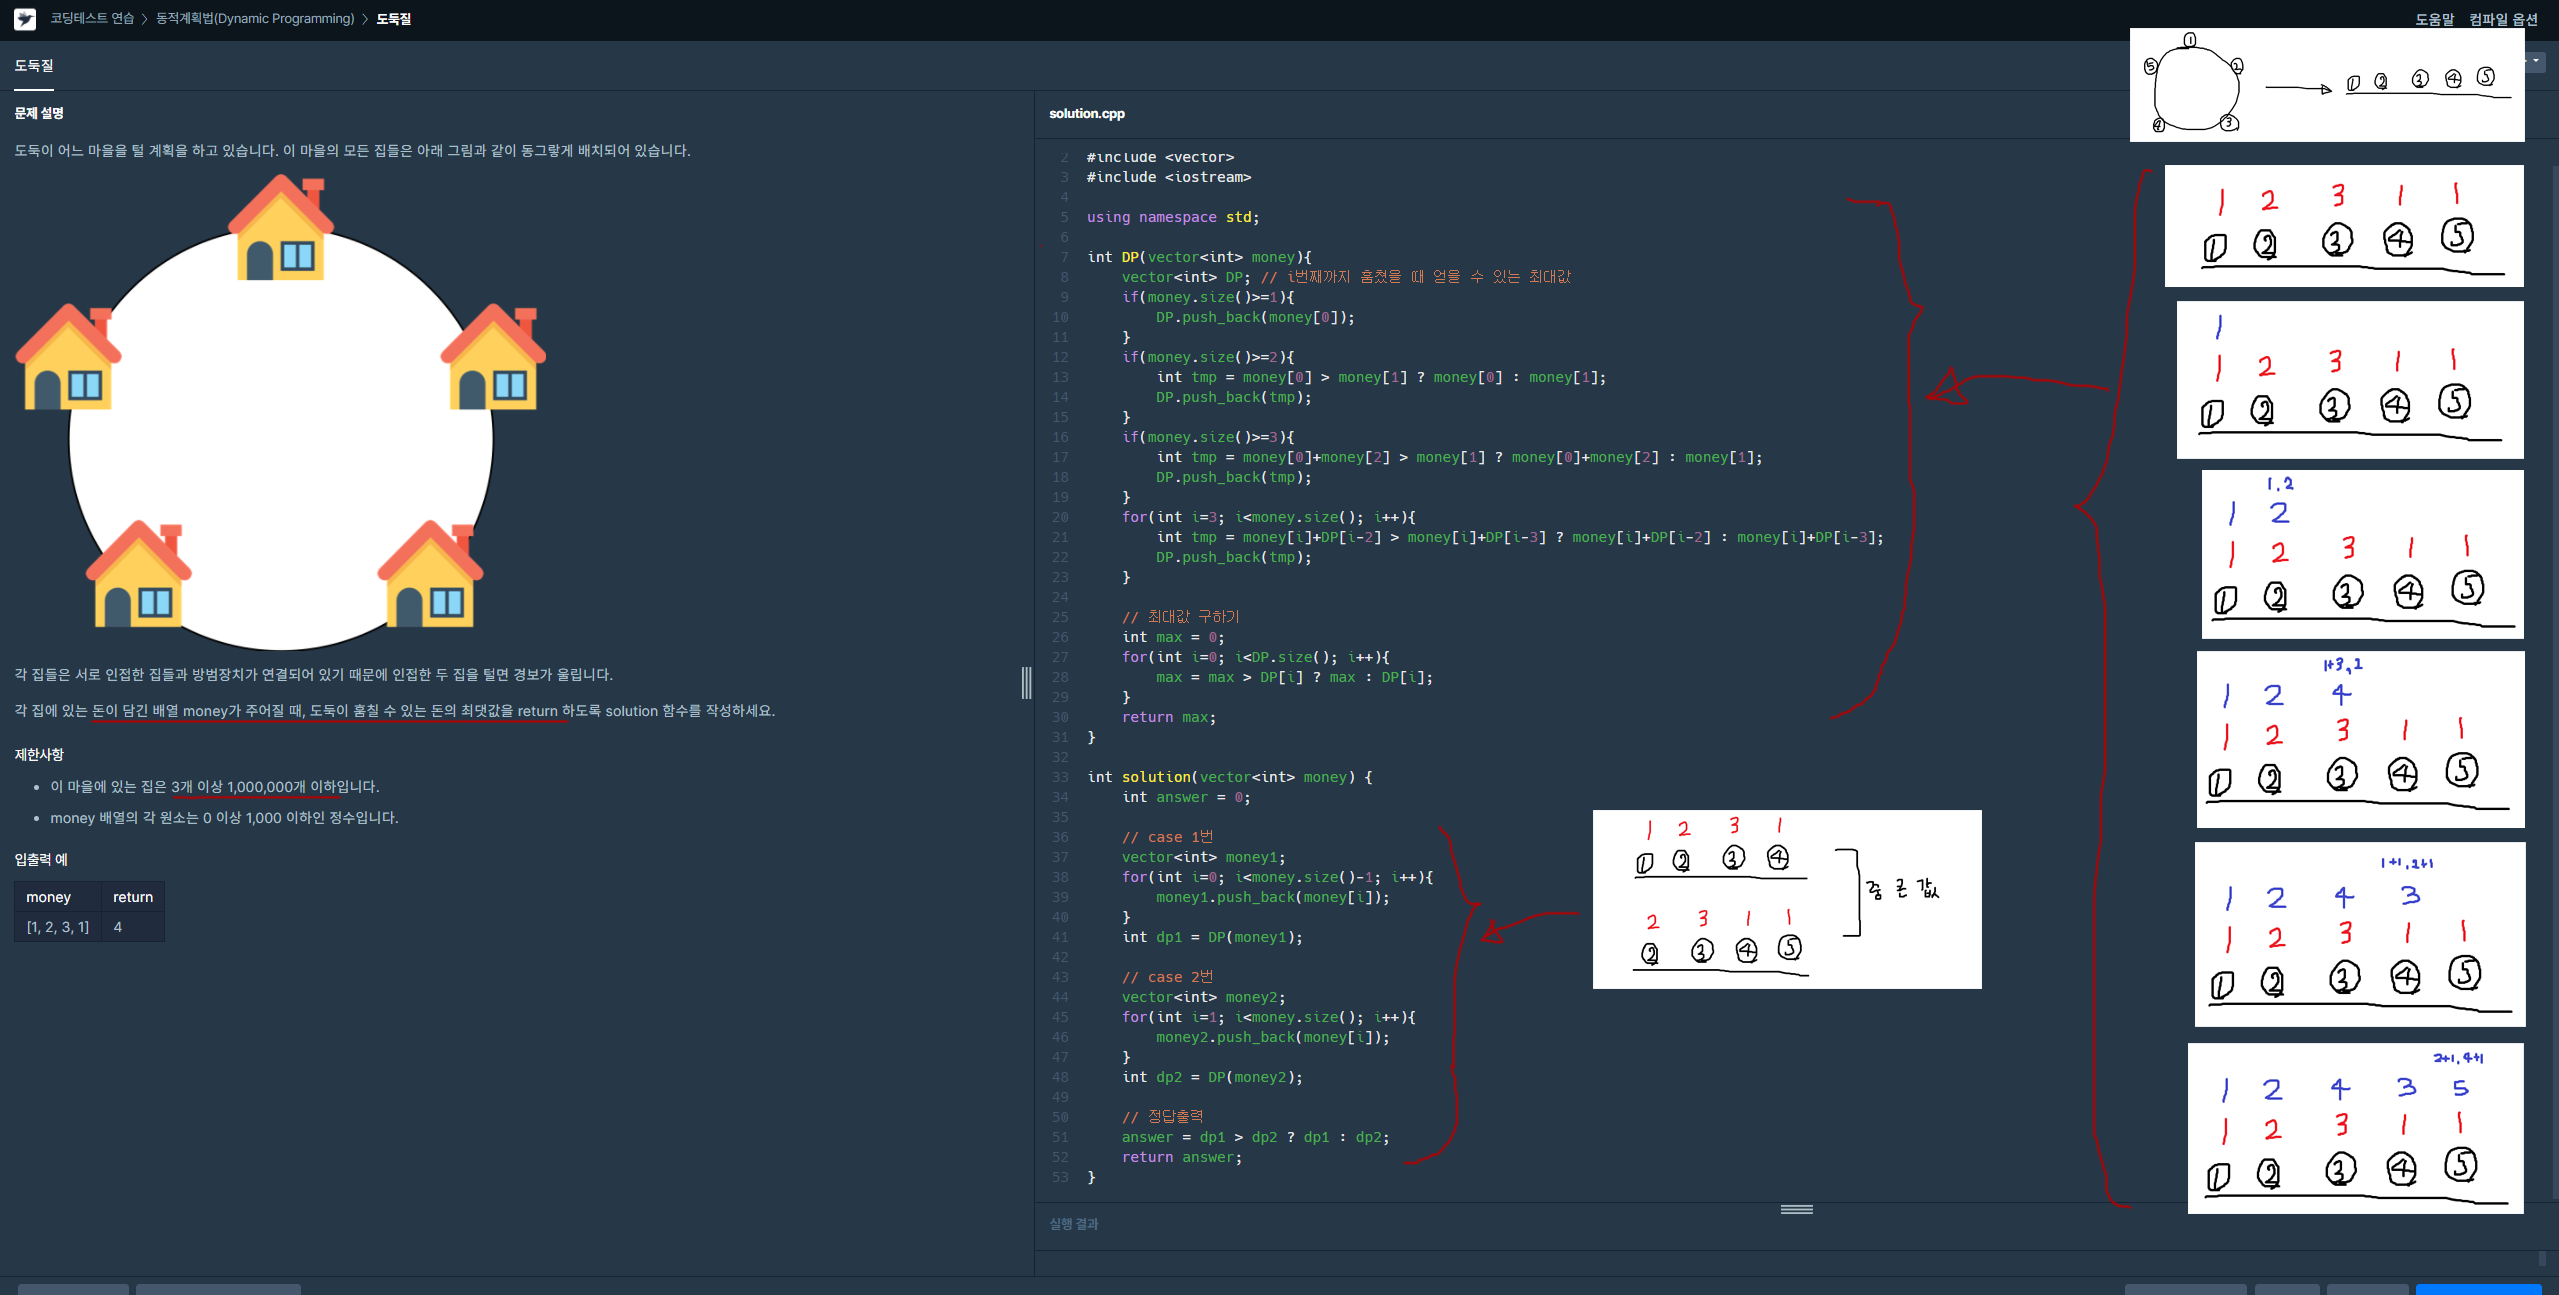 코딩테스트 연습 〉 동적계획법(Dynamic Programming) 〉 도둑질
도움말 컴파일 옵션
도둑질
문제 설명
도둑이 어느 마을을 털 계획을 하고 있습니다. 이 마을의 모든 집들은 아래 그림과 같이 동그랗게 배치되어 있습니다.
각 집들은 서로 인접한 집들과 방범장치가 연결되어 있기 때문에 인접한 두 집을 털면 경보가 울립니다.
각 집에 있는 돈이 담긴 배열 money가 주어질 때, 도둑이 훔칠 수 있는 돈의 최댓값을 return 하도록 solution 함수를 작성하세요.
제한사항
• 이 마을에 있는 집은 3개 이상 1,000,000개 이하입니다.
• money 배열의 각 원소는 0 이상 1,000 이하인 정수입니다.
입출력 예
money return
[1, 2, 3, 1] 4
solution.cpp
2 #include <vector>
3 #include <iostream>
4
5 using namespace std;
6
7 int DP(vector<int> money){
8 vector<int> DP; // i번째까지 훔쳤을 때 얻을 수 있는 최대값
9 if(money.size()>=1){
10 DP.push_back(money[0]);
11 }
12 if(money.size()>=2){
13 int tmp = money[0] > money[1] ? money[0] : money[1];
14 DP.push_back(tmp);
15 }
16 if(money.size()>=3){
17 int tmp = money[0]+money[2] > money[1] ? money[0]+money[2] : money[1];
18 DP.push_back(tmp);
19 }
20 for(int i=3; i<money.size(); i++){
21 int tmp = money[i]+DP[i-2] > money[i]+DP[i-3] ? money[i]+DP[i-2] : money[i]+DP[i-3];
22 DP.push_back(tmp);
23 }
24
25 // 최대값 구하기
26 int max = 0;
27 for(int i=0; i<DP.size(); i++){
28 max = max > DP[i] ? max : DP[i];
29 }
30 return max;
31 }
32
33 int solution(vector<int> money) {
34 int answer = 0;
35
36 // case 1번
37 vector<int> money1;
38 for(int i=0; i<money.size()-1; i++){
39 money1.push_back(money[i]);
40 }
41 int dp1 = DP(money1);
42
43 // case 2번
44 vector<int> money2;
45 for(int i=1; i<money.size(); i++){
46 money2.push_back(money[i]);
47 }
48 int dp2 = DP(money2);
49
50 // 정답출력
51 answer = dp1 > dp2 ? dp1 : dp2;
52 return answer;
53 }
실행 결과
1 2 3 1
① ② ③ ④
2 3 1 1
② ③ ④ ⑤
중 큰 값
①
⑤ ②
④ ③
① ② ③ ④ ⑤
1 2 3 1 1
① ② ③ ④ ⑤
1
1 2 3 1 1
① ② ③ ④ ⑤
1,2
1 2
1 2 3 1 1
① ② ③ ④ ⑤
1+3,2
1 2 4
1 2 3 1 1
① ② ③ ④ ⑤
1+1,2+1
1 2 4 3
1 2 3 1 1
① ② ③ ④ ⑤
2+1,4+1
1 2 4 3 5
1 2 3 1 1
① ② ③ ④ ⑤